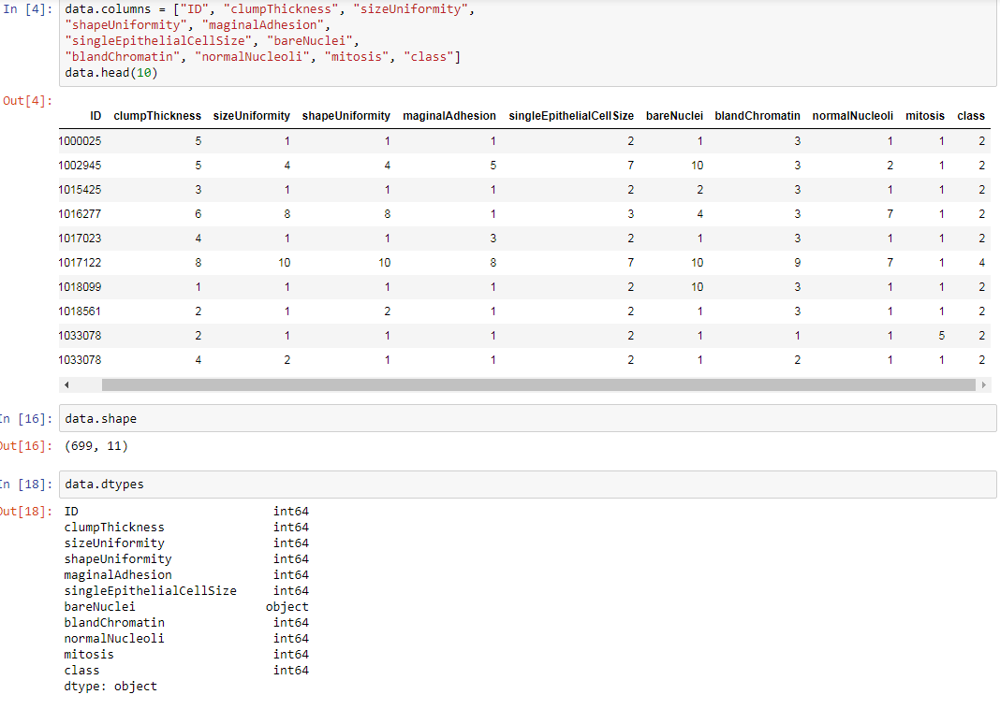 In [4]: data.columns = ["ID", "clumpThickness", "sizeUniformity",
"shapeUniformity", "maginalAdhesion",
"singleEpithelialCellSize", "bareNuclei",
"blandChromatin", "normalNucleoli", "mitosis", "class"]
data.head(10)
Out[4]:
ID clumpThickness sizeUniformity shapeUniformity maginalAdhesion singleEpithelialCellSize bareNuclei blandChromatin normalNucleoli mitosis class
1000025 5 1 1 1 2 1 3 1 1 2
1002945 5 4 4 5 7 10 3 2 1 2
1015425 3 1 1 1 2 2 3 1 1 2
1016277 6 8 8 1 3 4 3 7 1 2
1017023 4 1 1 3 2 1 3 1 1 2
1017122 8 10 10 8 7 10 9 7 1 4
1018099 1 1 1 1 2 10 3 1 1 2
1018561 2 1 2 1 2 1 3 1 1 2
1033078 2 1 1 1 2 1 1 1 5 2
1033078 4 2 1 1 2 1 2 1 1 2
In [16]: data.shape
Out[16]: (699, 11)
In [18]: data.dtypes
Out[18]: ID int64
clumpThickness int64
sizeUniformity int64
shapeUniformity int64
maginalAdhesion int64
singleEpithelialCellSize int64
bareNuclei object
blandChromatin int64
normalNucleoli int64
mitosis int64
class int64
dtype: object